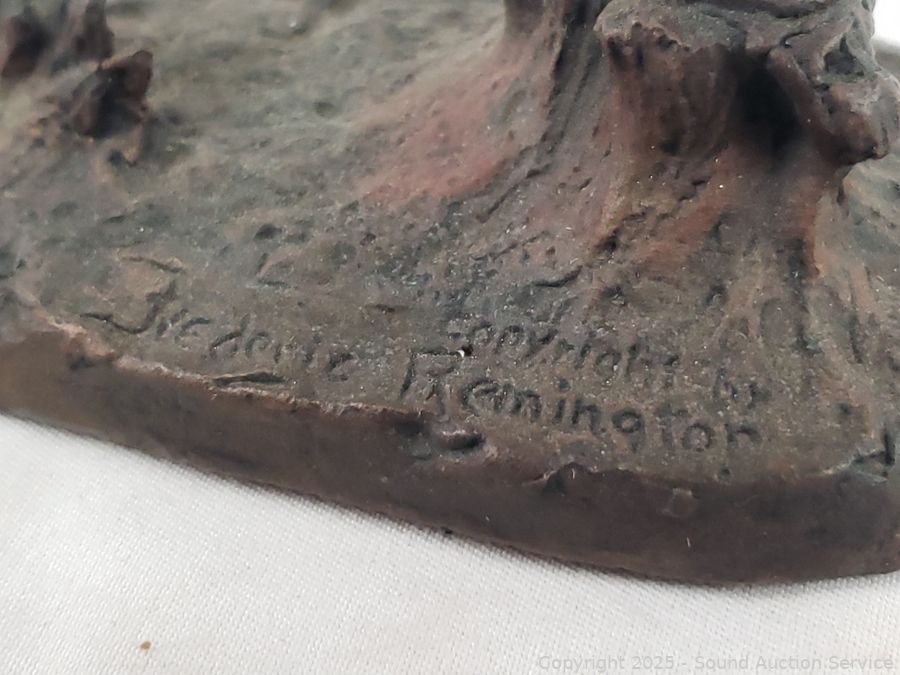 Copyright by
Frederic Remington
Copyright 2025 - Sound Auction Service